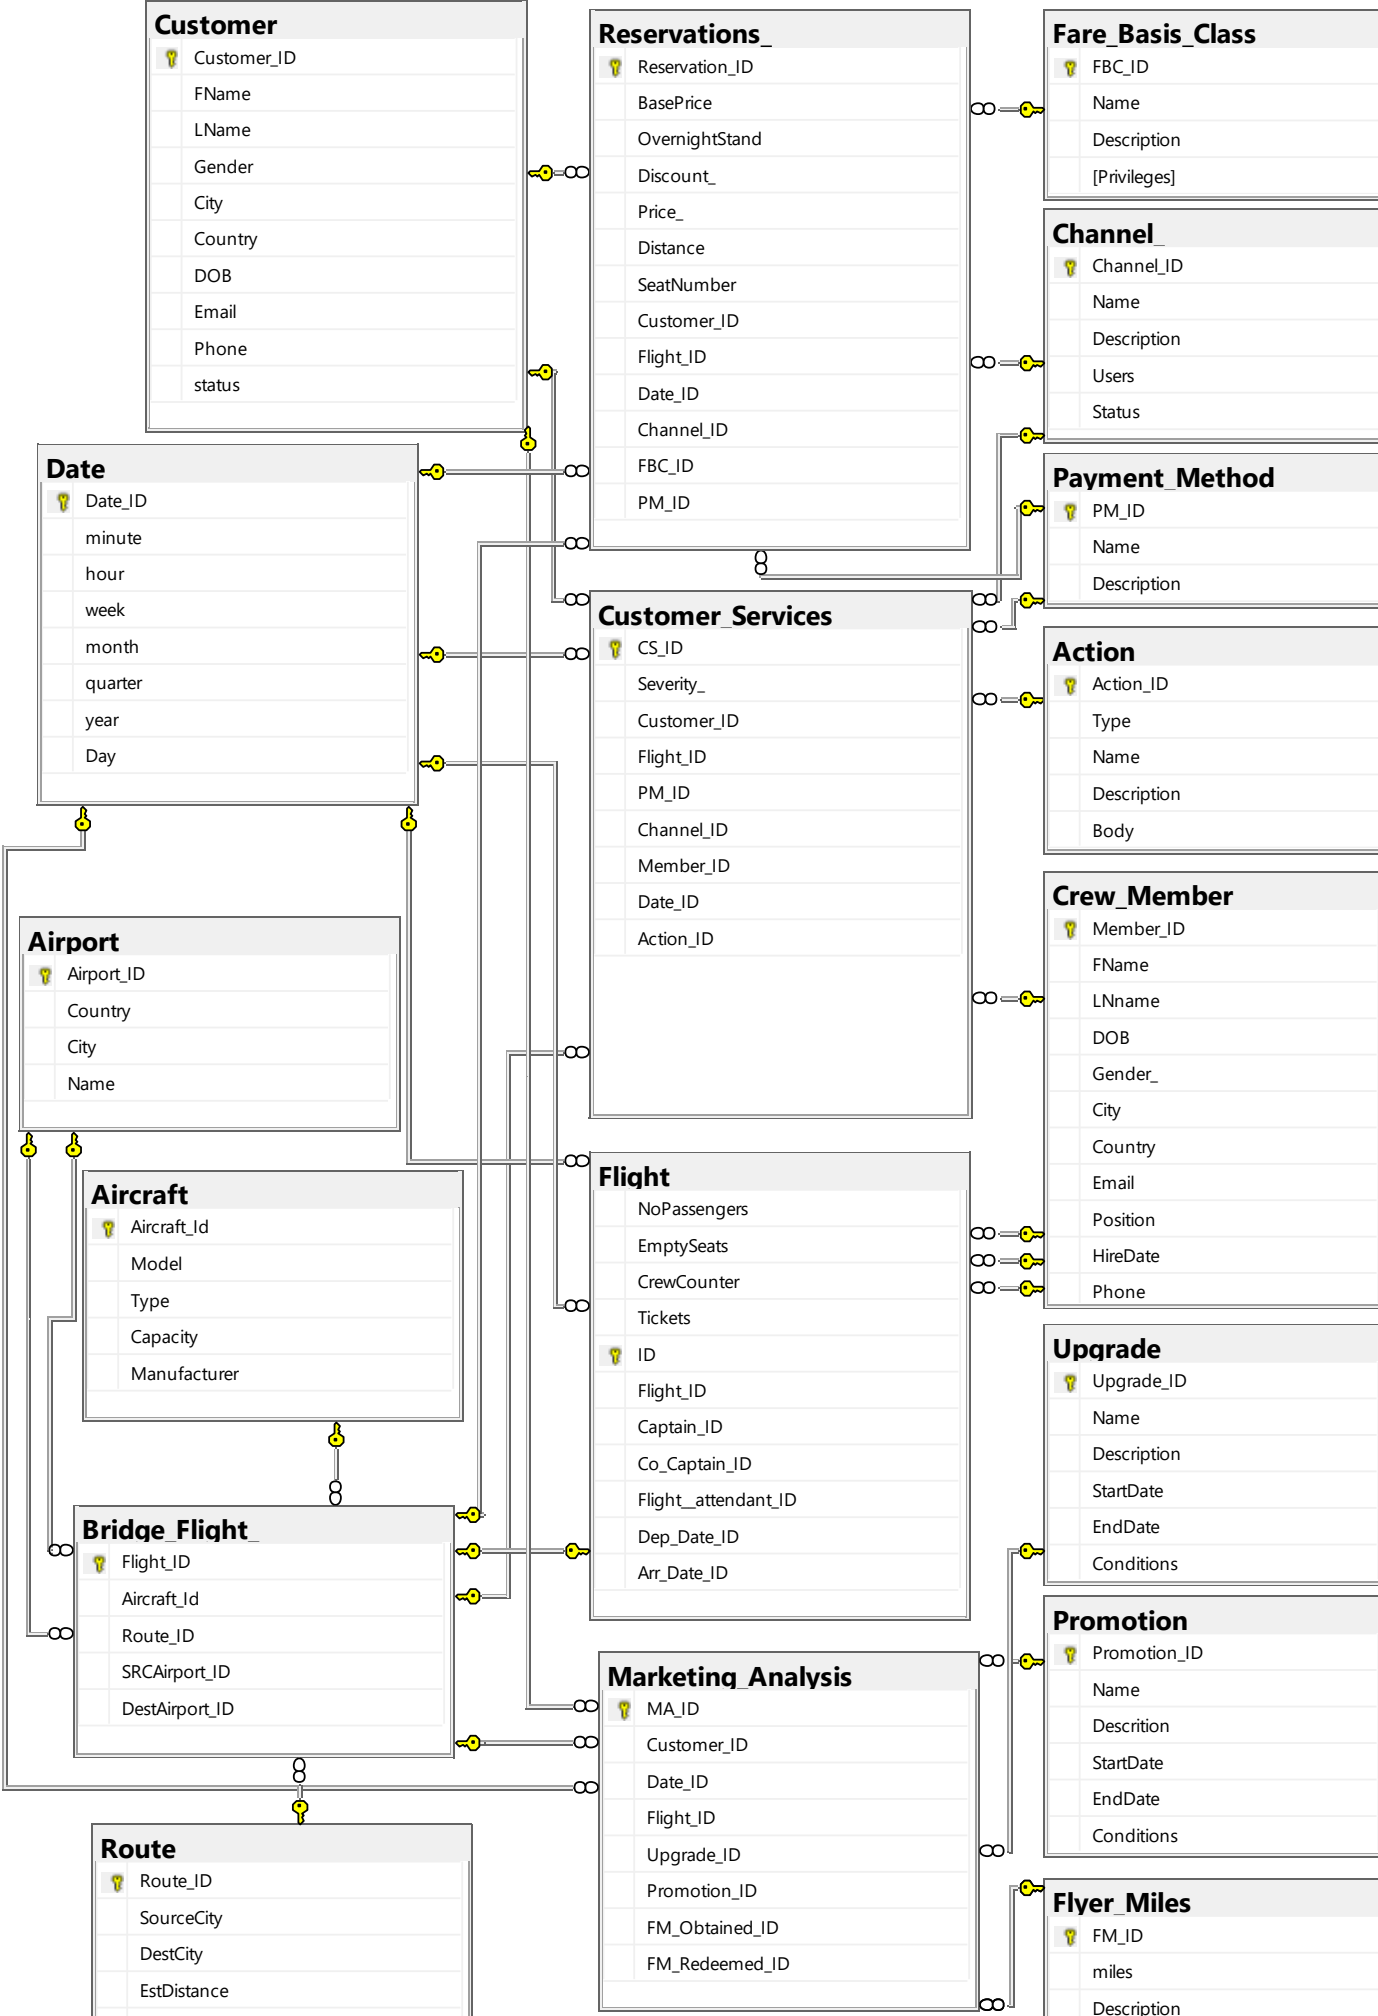 Customer
Customer_ID
FName
LName
Gender
City
Country
DOB
Email
Phone
status
Date
Date_ID
minute
hour
week
month
quarter
year
Day
Airport
Airport_ID
Country
City
Name
Aircraft
Aircraft_Id
Model
Type
Capacity
Manufacturer
Bridge_Flight_
Flight_ID
Aircraft_Id
Route_ID
SRCAirport_ID
DestAirport_ID
Route
Route_ID
SourceCity
DestCity
EstDistance
Reservations_
Reservation_ID
BasePrice
OvernightStand
Discount_
Price_
Distance
SeatNumber
Customer_ID
Flight_ID
Date_ID
Channel_ID
FBC_ID
PM_ID
Customer_Services
CS_ID
Severity_
Customer_ID
Flight_ID
PM_ID
Channel_ID
Member_ID
Date_ID
Action_ID
Flight
NoPassengers
EmptySeats
CrewCounter
Tickets
ID
Flight_ID
Captain_ID
Co_Captain_ID
Flight__attendant_ID
Dep_Date_ID
Arr_Date_ID
Marketing_Analysis
MA_ID
Customer_ID
Date_ID
Flight_ID
Upgrade_ID
Promotion_ID
FM_Obtained_ID
FM_Redeemed_ID
Fare_Basis_Class
FBC_ID
Name
Description
[Privileges]
Channel_
Channel_ID
Name
Description
Users
Status
Payment_Method
PM_ID
Name
Description
Action
Action_ID
Type
Name
Description
Body
Crew_Member
Member_ID
FName
LNname
DOB
Gender_
City
Country
Email
Position
HireDate
Phone
Upgrade
Upgrade_ID
Name
Description
StartDate
EndDate
Conditions
Promotion
Promotion_ID
Name
Descrition
StartDate
EndDate
Conditions
Flyer_Miles
FM_ID
miles
Description